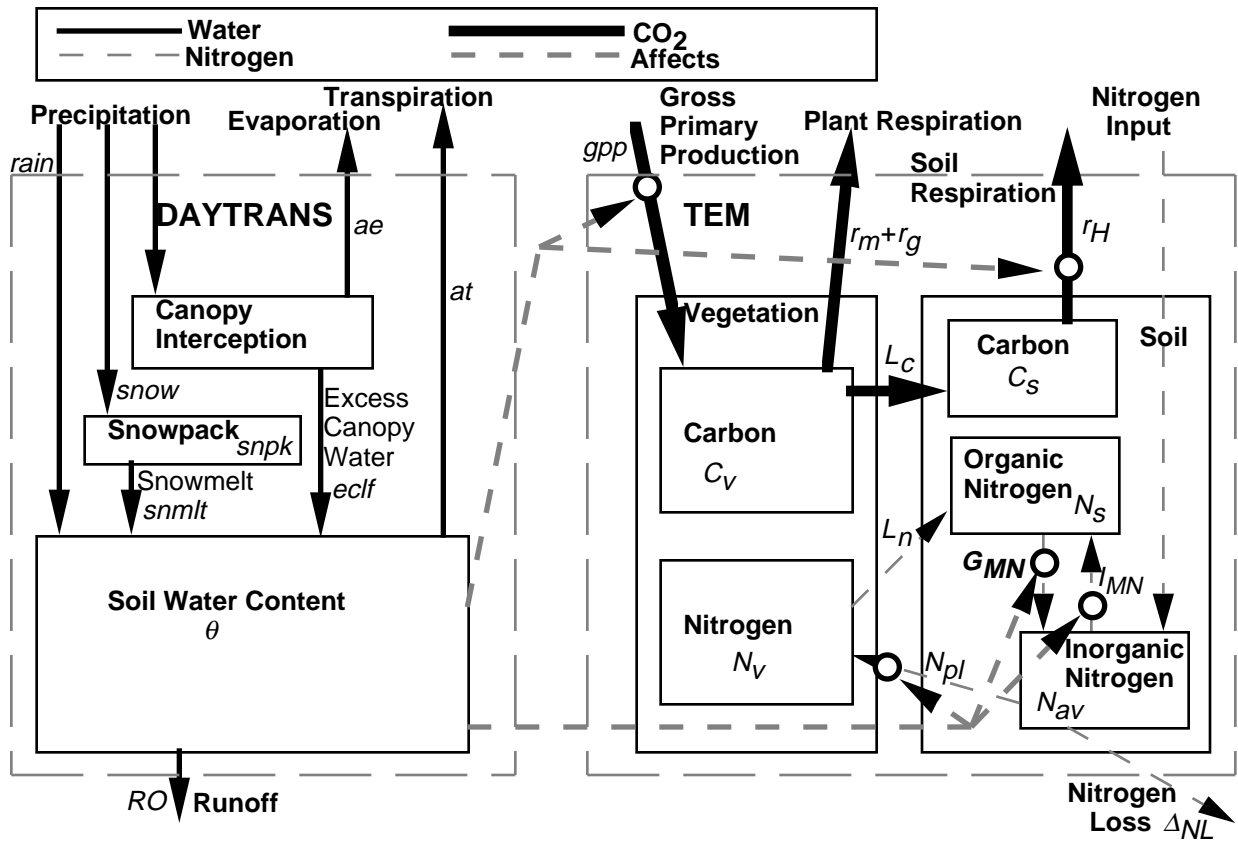 Water
CO2
Nitrogen
Affects
Precipitation
Evaporation
Transpiration
Gross
Primary
Production
Plant Respiration
Soil
Respiration
Nitrogen
Input
rain
gpp
DAYTRANS
ae
at
TEM
rm+rg
rH
Canopy
Interception
Vegetation
Carbon
Cs
Soil
snow
Excess
Canopy
Water
eclf
Lc
Snowpack
snpk
Snowmelt
snmlt
Carbon
Cv
Organic
Nitrogen
Ns
Ln
GMN
IMN
Soil Water Content
θ
Nitrogen
Nv
Npl
Inorganic
Nitrogen
Nav
RO
Runoff
Nitrogen
Loss ΔNL